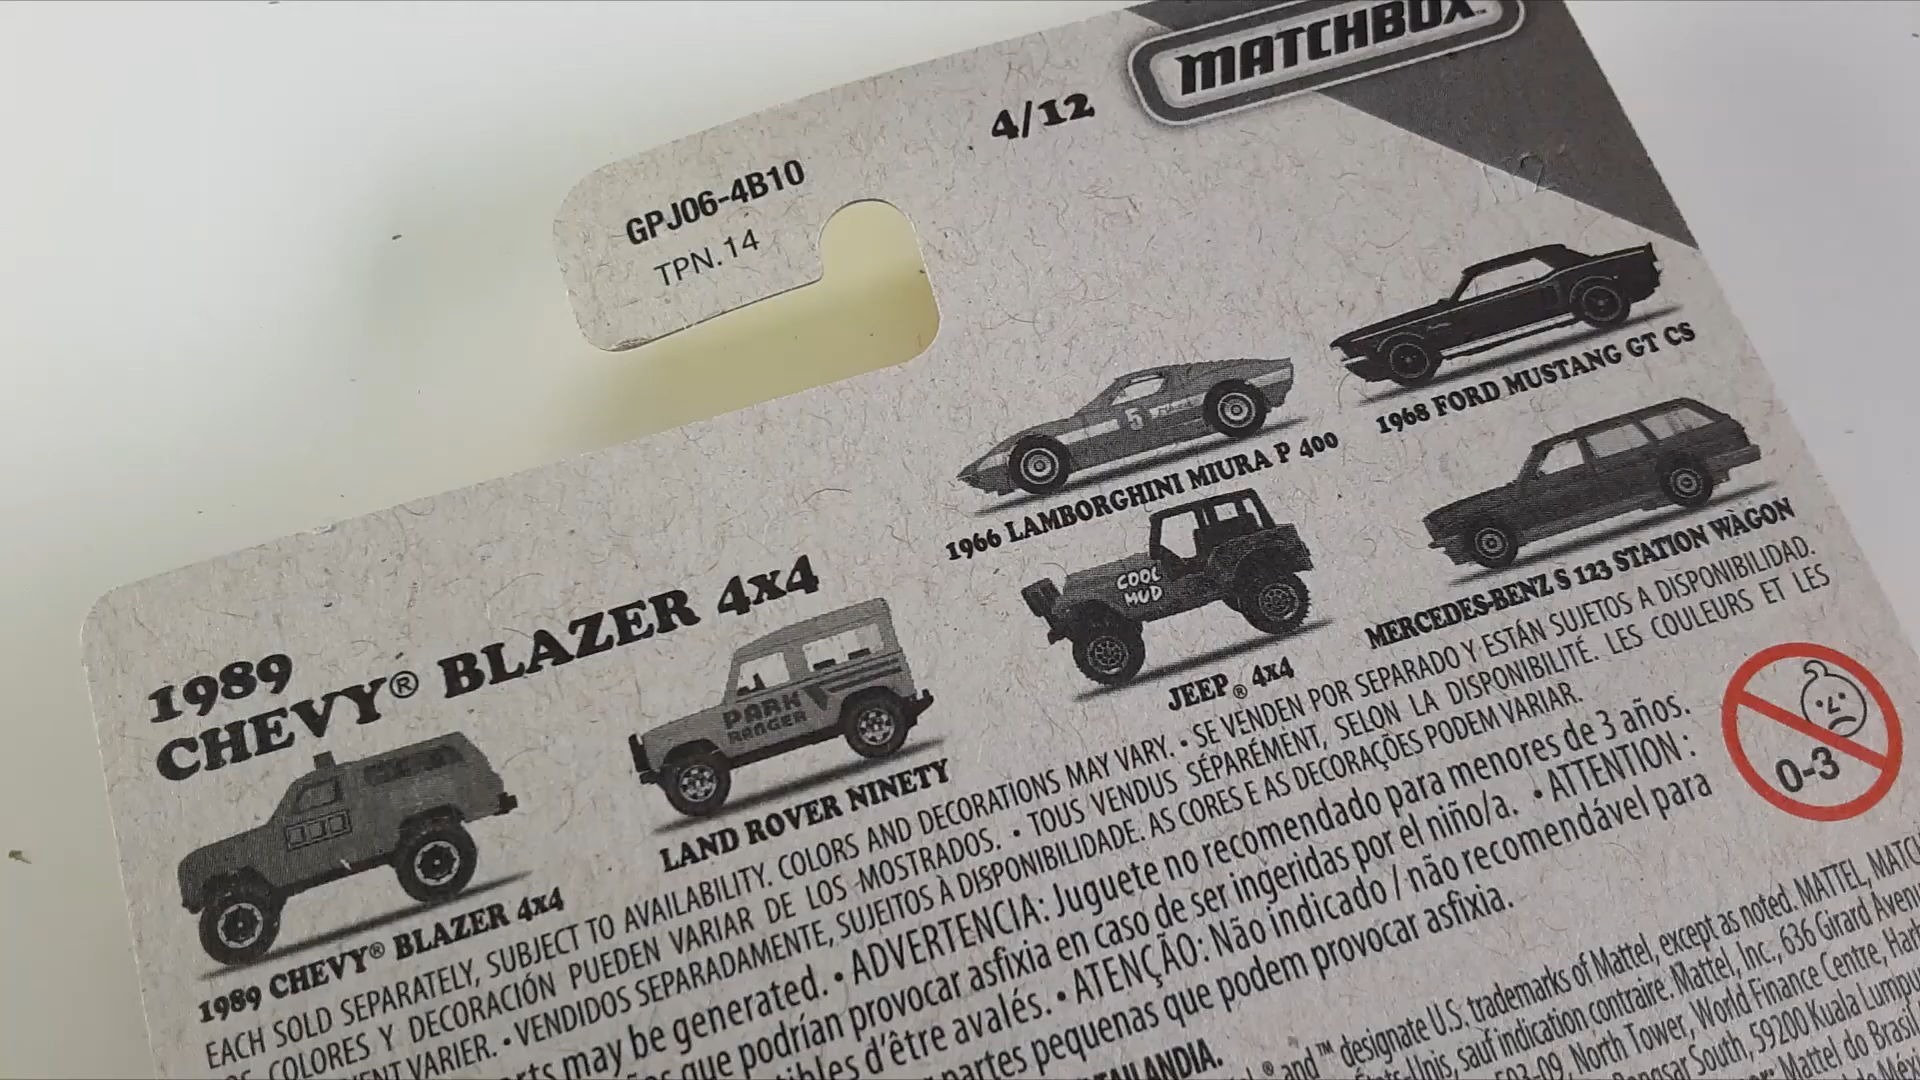 MATCHBOX
4/12
GPJ06-4B10
TPN.14
1968 FORD MUSTANG GT CS
5
1966 LAMBORGHINI MIURA P 400
MERCEDES-BENZ S 123 STATION WAGON
COOL
MUD
JEEP® 4x4
1989
CHEVY® BLAZER 4x4
PARK
RANGER
LAND ROVER NINETY
1989 CHEVY® BLAZER 4x4
EACH SOLD SEPARATELY, SUBJECT TO AVAILABILITY. COLORS AND DECORATIONS MAY VARY. • SE VENDEN POR SEPARADO Y ESTÁN SUJETOS A DISPONIBILIDAD.
COLORES Y DECORACIÓN PUEDEN VARIAR DE LOS MOSTRADOS. • TOUS VENDUS SÉPARÉMENT, SELON LA DISPONIBILITÉ. LES COULEURS ET LES
VARIER. • VENDIDOS SEPARADAMENTE, SUJEITOS À DISPONIBILIDADE. AS CORES E AS DECORAÇÕES PODEM VARIAR.
may be generated. • ADVERTENCIA: Juguete no recomendado para menores de 3 años.
que podrían provocar asfixia en caso de ser ingeridas por el niño/a. • ATTENTION :
d'être avalés. • ATENÇÃO: Não indicado / não recomendável para
partes pequenas que podem provocar asfixia.
0-3
® and ™ designate U.S. trademarks of Mattel, except as noted. MATTEL,
sauf indication contraire. Mattel, Inc., 636 Girard
North Tower, World Finance Centre,
South, 59200 Kuala
Mattel do Brasil